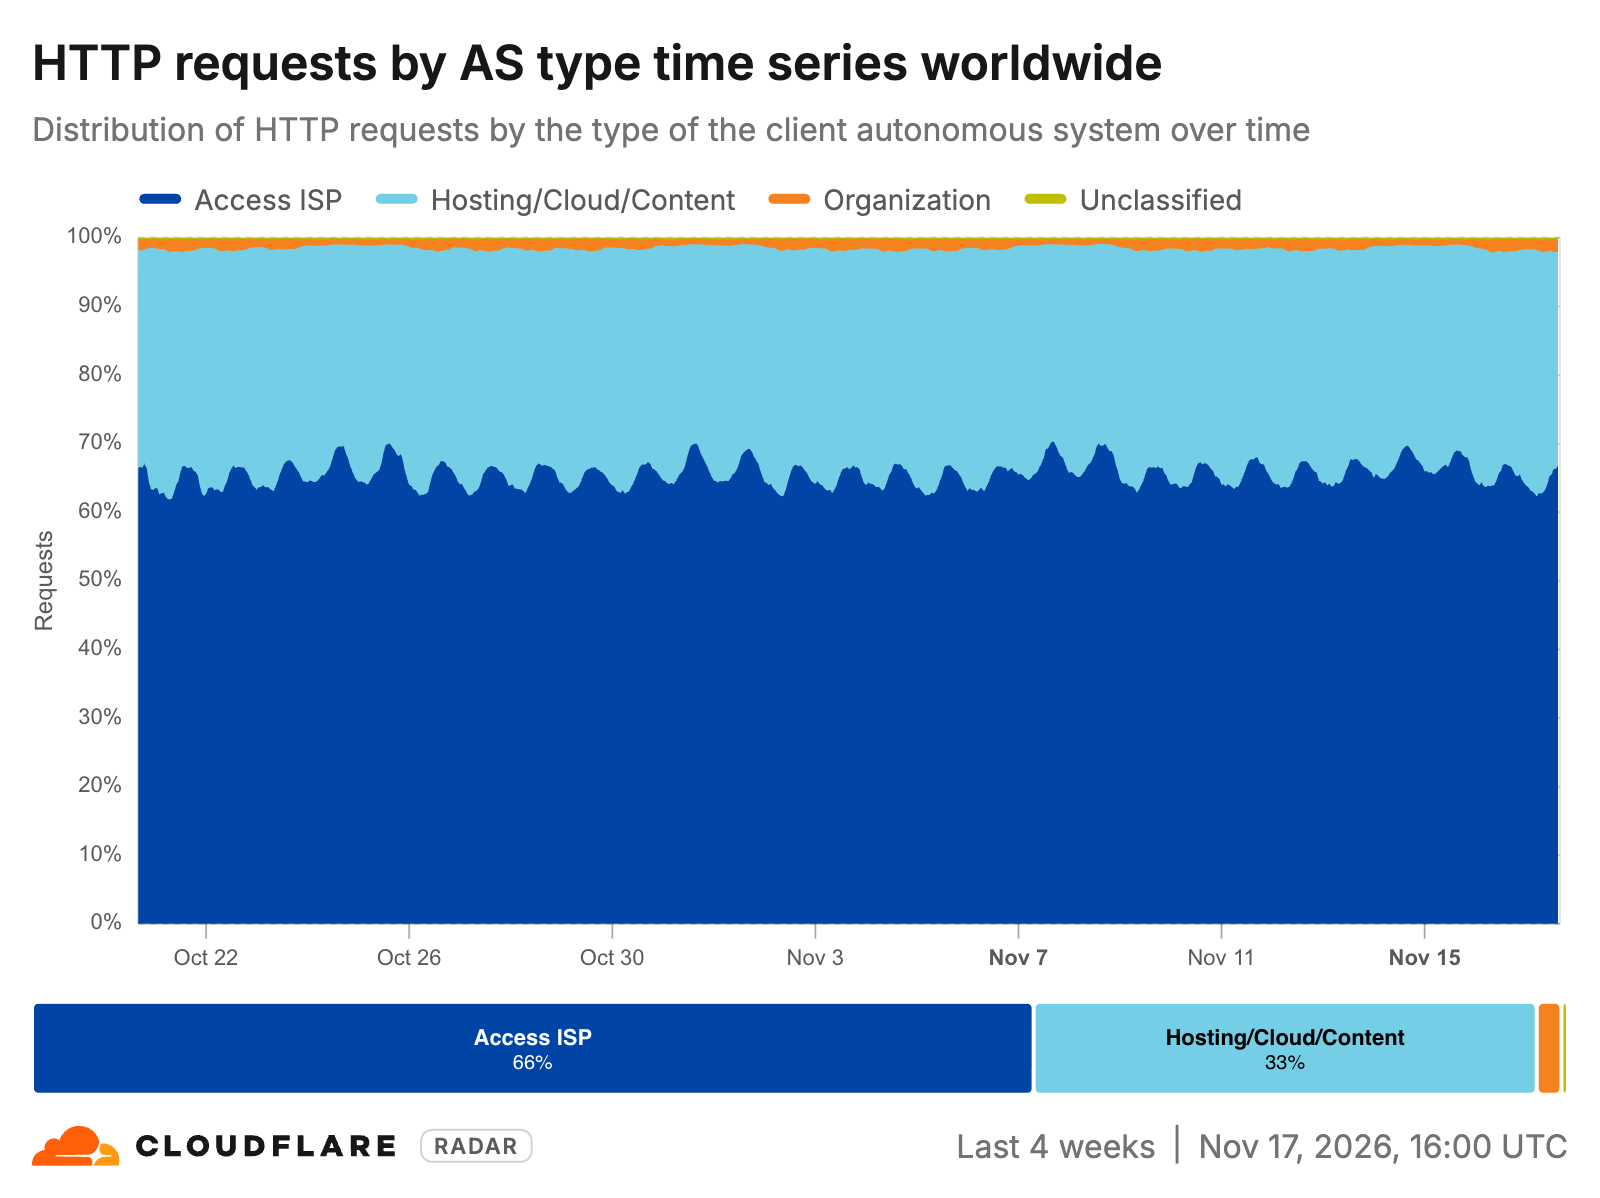 HTTP requests by AS type time series worldwide
Distribution of HTTP requests by the type of the client autonomous system over time
Access ISP Hosting/Cloud/Content Organization Unclassified
100%
90%
80%
70%
60%
50%
40%
30%
20%
10%
0%
Requests
Oct 22 Oct 26 Oct 30 Nov 3 Nov 7 Nov 11 Nov 15
Access ISP
66%
Hosting/Cloud/Content
33%
CLOUDFLARE RADAR
Last 4 weeks | Nov 17, 2026, 16:00 UTC